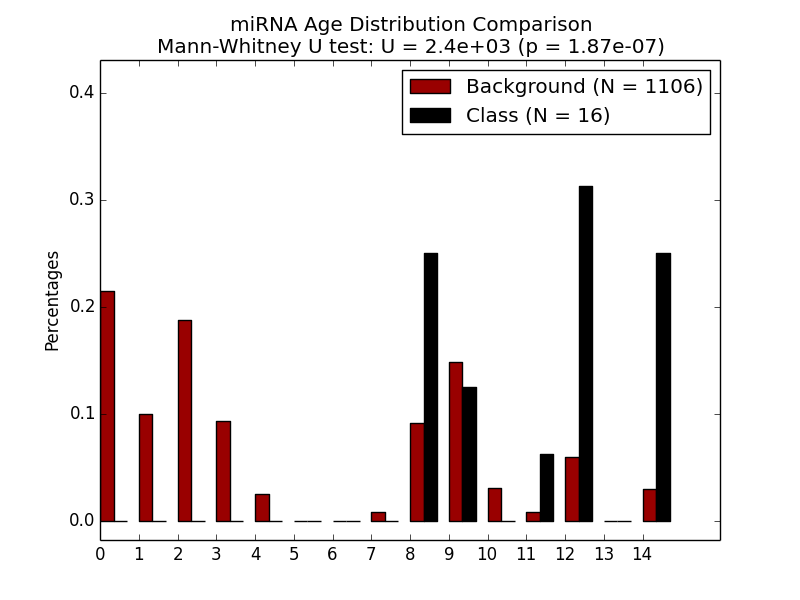 miRNA Age Distribution Comparison
Mann-Whitney U test: U = 2.4e+03 (p = 1.87e-07)
Background (N = 1106)
Class (N = 16)
Percentages
0.4
0.3
0.2
0.1
0.0
0 1 2 3 4 5 6 7 8 9 10 11 12 13 14